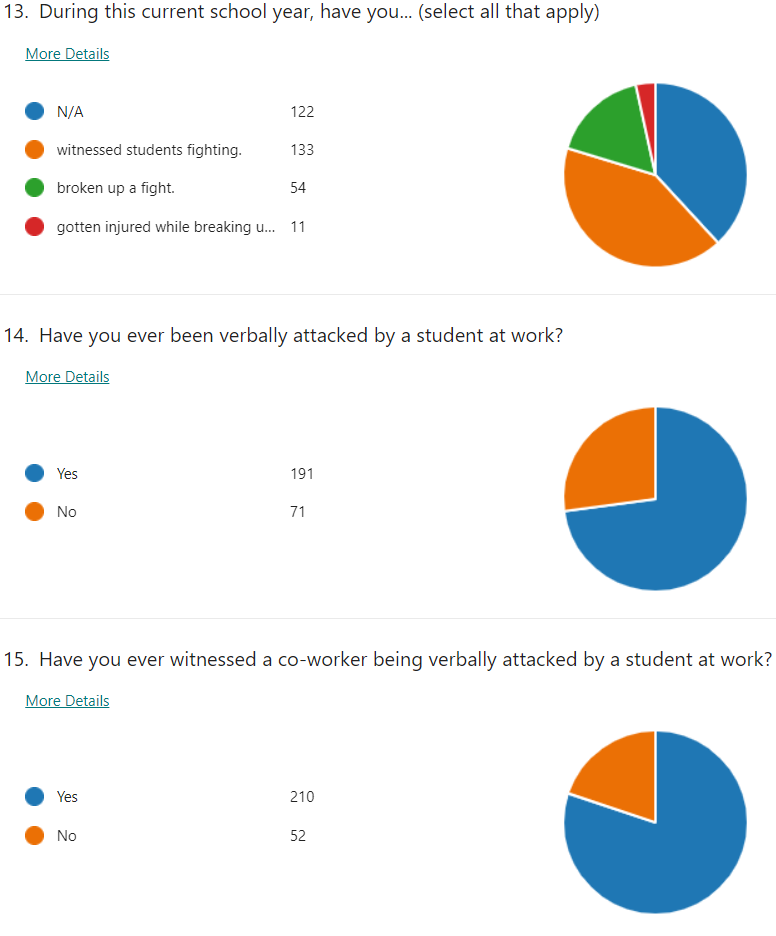 13. During this current school year, have you... (select all that apply)
More Details
N/A 122
witnessed students fighting. 133
broken up a fight. 54
gotten injured while breaking u... 11
14. Have you ever been verbally attacked by a student at work?
More Details
Yes 191
No 71
15. Have you ever witnessed a co-worker being verbally attacked by a student at work?
More Details
Yes 210
No 52